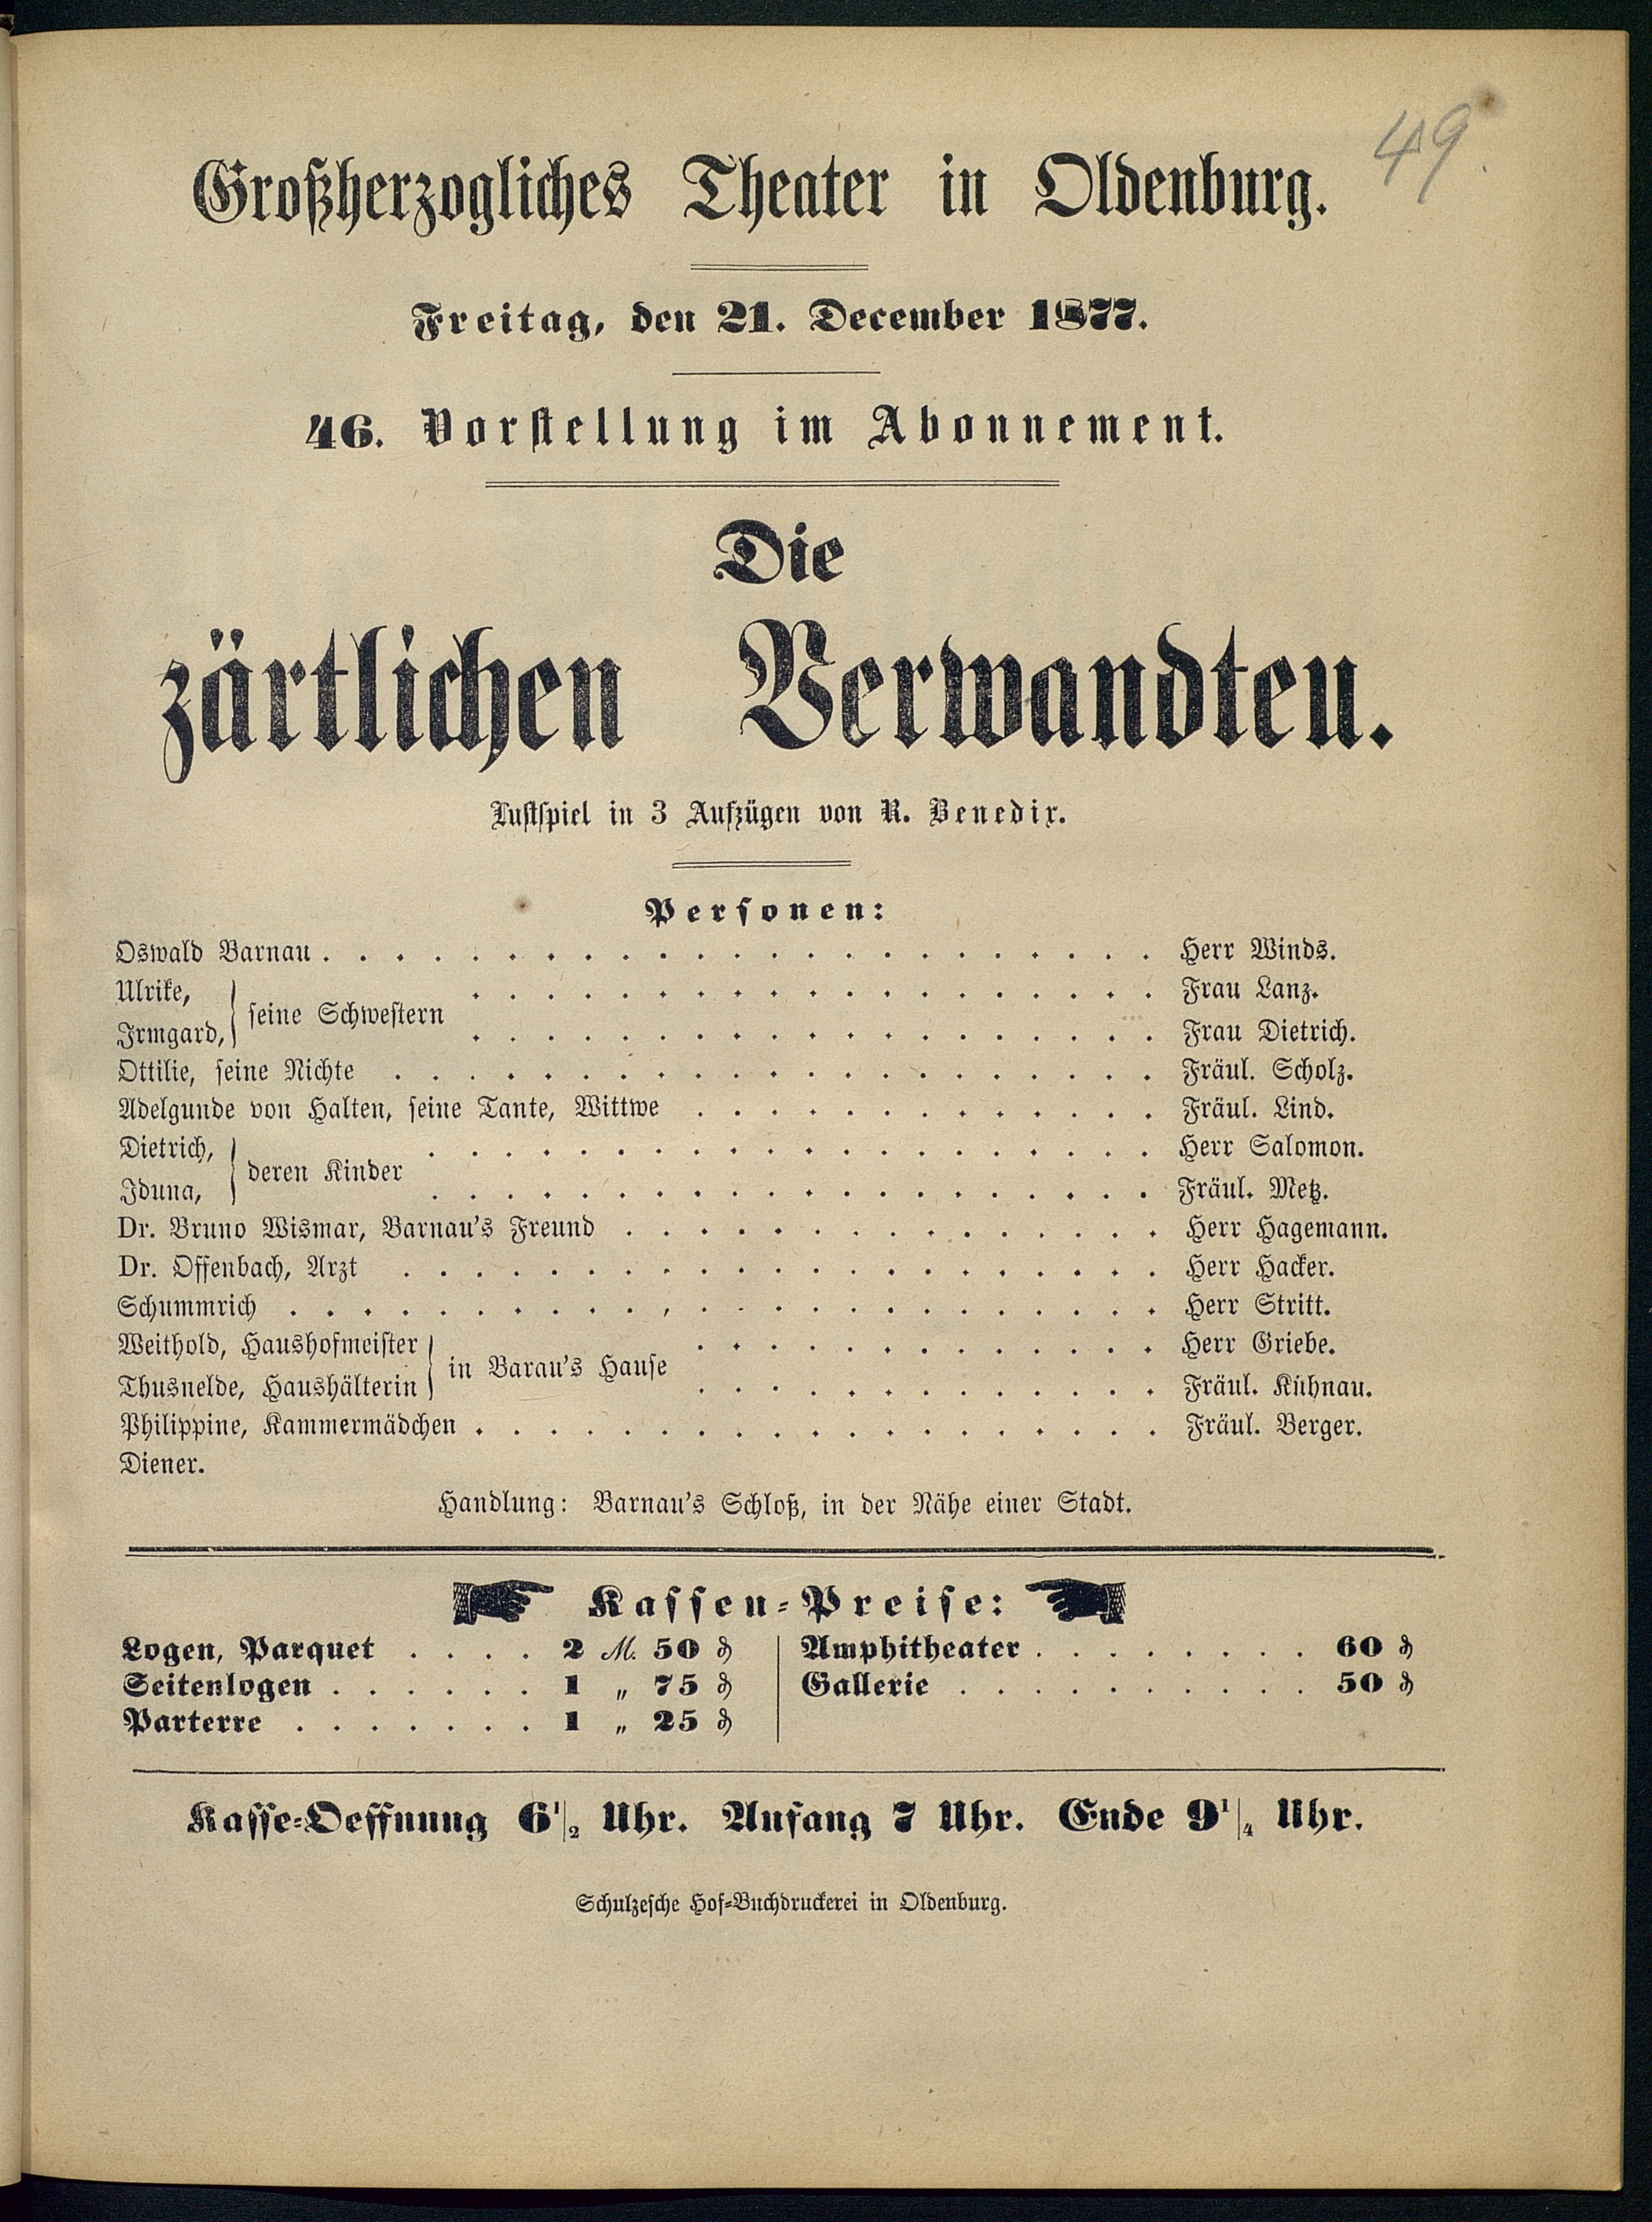 49.
Großherzogliches Theater in Oldenburg.
Freitag, den 21. December 1877.
46. Vorstellung im Abonnement.
Die
zärtlichen Verwandten.
Lustspiel in 3 Aufzügen von R. Benedix.
Personen:
Oswald Barnau . . . . . . . . . . Herr Winds.
Ulrike, } seine Schwestern . . . . . . . . . . Frau Lanz.
Irmgard, } . . . . . . . . . . Frau Dietrich.
Ottilie, seine Nichte . . . . . . . . . . Fräul. Scholz.
Adelgunde von Halten, seine Tante, Wittwe . . . . . . . . . . Fräul. Lind.
Dietrich, } deren Kinder . . . . . . . . . . Herr Salomon.
Iduna, } . . . . . . . . . . Fräul. Metz.
Dr. Bruno Wismar, Barnau's Freund . . . . . . . . . . Herr Hagemann.
Dr. Offenbach, Arzt . . . . . . . . . . Herr Hacker.
Schummrich . . . . . . . . . . Herr Stritt.
Weithold, Haushofmeister } in Barau's Hause . . . . . . . . . . Herr Griebe.
Thusnelde, Haushälterin } . . . . . . . . . . Fräul. Kühnau.
Philippine, Kammermädchen . . . . . . . . . . Fräul. Berger.
Diener.
Handlung: Barnau's Schloß, in der Nähe einer Stadt.
Kassen-Preise:
Logen, Parquet . . . . 2 M. 50 ₰
Seitenlogen . . . . . . 1 „ 75 ₰
Parterre . . . . . . . 1 „ 25 ₰
Amphitheater . . . . . . . . 60 ₰
Gallerie . . . . . . . . . . 50 ₰
Kasse-Oeffnung 6 1/2 Uhr. Anfang 7 Uhr. Ende 9 1/4 Uhr.
Schulzesche Hof-Buchdruckerei in Oldenburg.